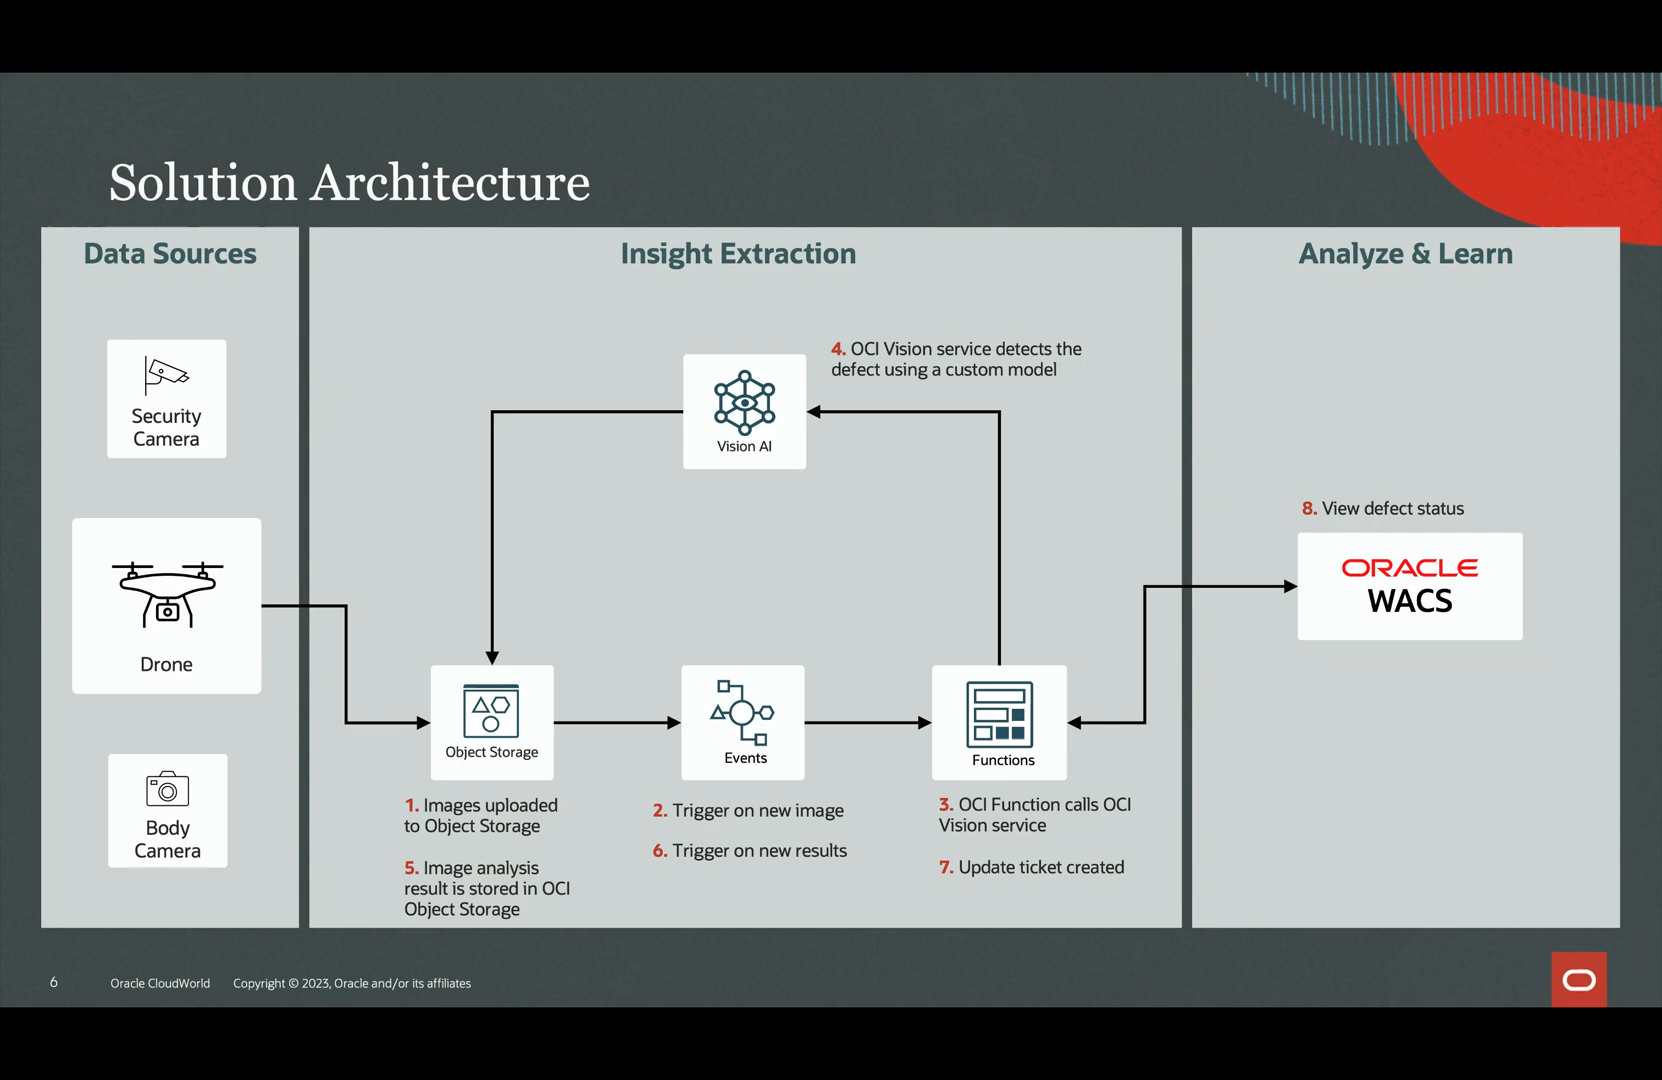 Solution Architecture
Data Sources
Security
Camera
Drone
Body
Camera
Insight Extraction
4. OCI Vision service detects the
defect using a custom model
Vision AI
Object Storage
Events
Functions
1. Images uploaded
to Object Storage
5. Image analysis
result is stored in OCI
Object Storage
2. Trigger on new image
6. Trigger on new results
3. OCI Function calls OCI
Vision service
7. Update ticket created
Analyze & Learn
8. View defect status
ORACLE
WACS
6 Oracle CloudWorld Copyright © 2023, Oracle and/or its affiliates